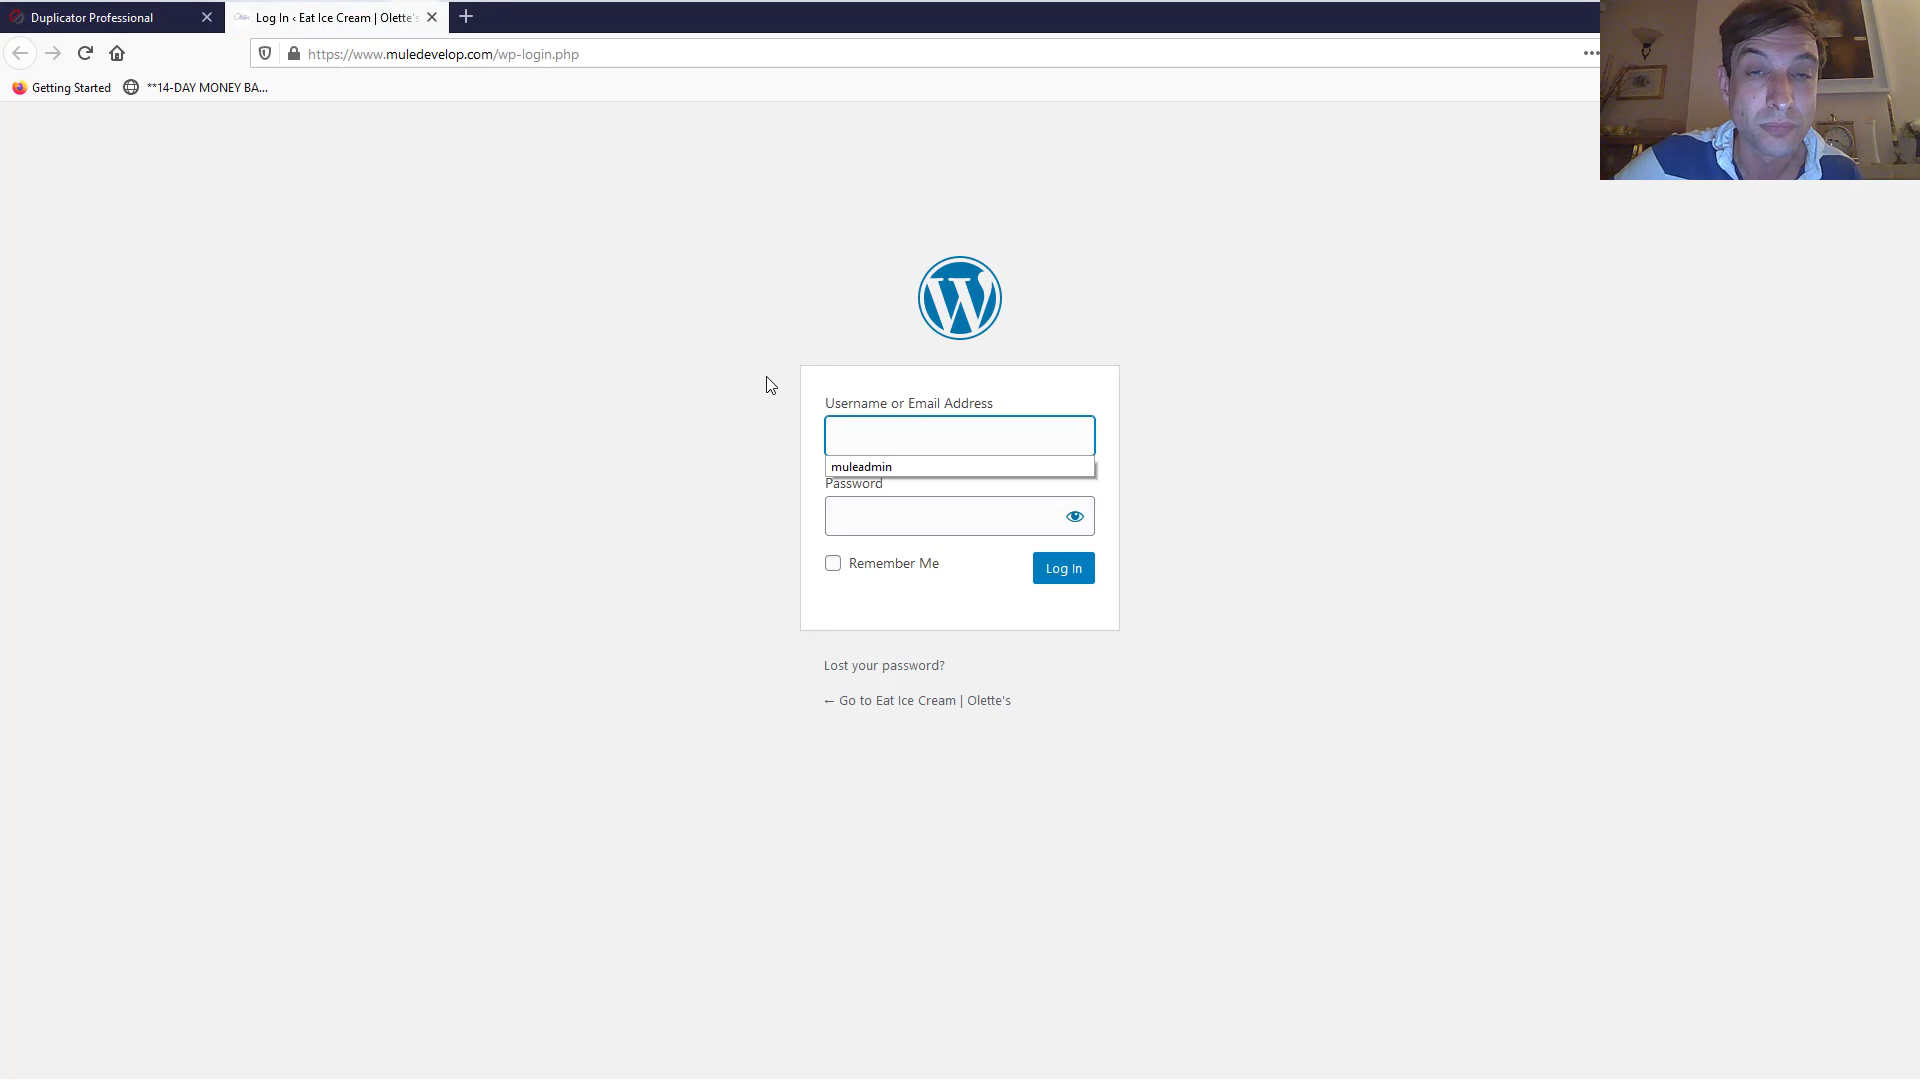 Duplicator Professional
Log In ‹ Eat Ice Cream | Olette's
https://www.muledevelop.com/wp-login.php
Getting Started
**14-DAY MONEY BA...
Username or Email Address
muleadmin
Password
Remember Me
Log In
Lost your password?
← Go to Eat Ice Cream | Olette's